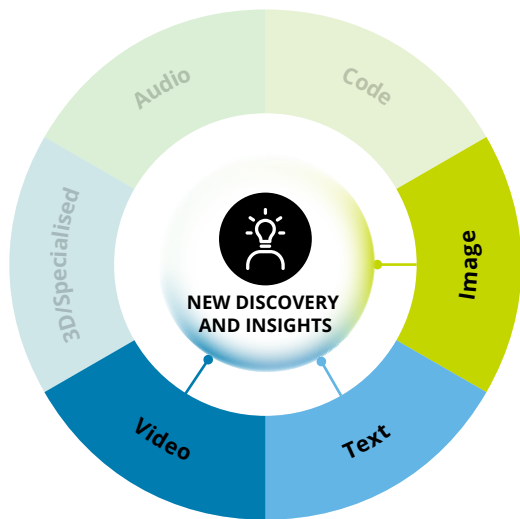 Audio
Code
3D/Specialised
Image
NEW DISCOVERY
AND INSIGHTS
Video
Text